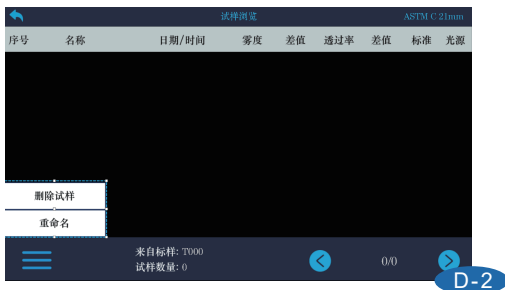 试样浏览 ASTM C 21mm
序号 名称 日期/时间 雾度 差值 透过率 差值 标准 光源
删除试样
重命名
来自标样: T000
试样数量: 0
0/0
D-2